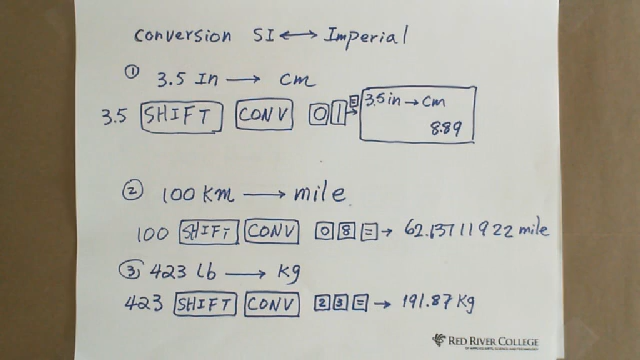 conversion SI ↔ Imperial
① 3.5 In → cm
3.5 SHIFT CONV 0 1 = → 3.5 in → cm
8.89
② 100 Km → mile
100 SHIFT CONV 0 8 = → 62.13711922 mile
③ 423 lb → kg
423 SHIFT CONV 2 3 = → 191.87 Kg
RED RIVER COLLEGE